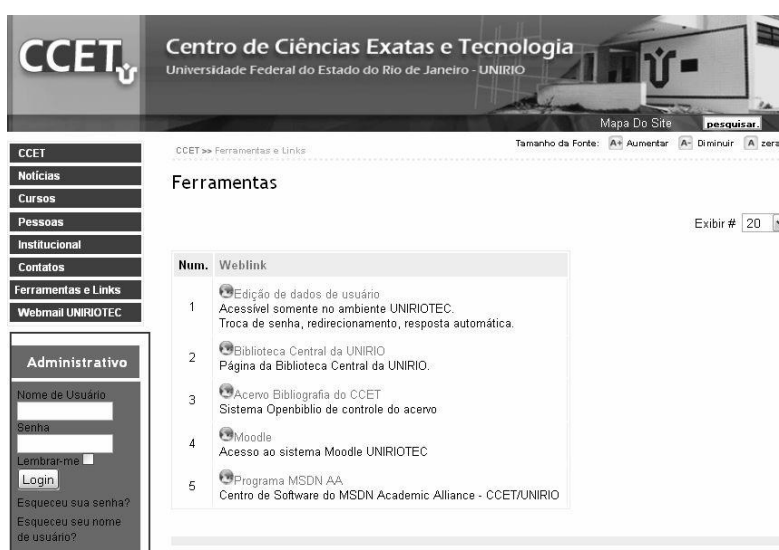 CCET
Centro de Ciências Exatas e Tecnologia
Universidade Federal do Estado do Rio de Janeiro - UNIRIO
Mapa Do Site
pesquisar.
CCET
Notícias
Cursos
Pessoas
Institucional
Contatos
Ferramentas e Links
Webmail UNIRIOTEC
Administrativo
Nome de Usuário
Senha
Lembrar-me
Login
Esqueceu sua senha?
Esqueceu seu nome
de usuário?
CCET >> Ferramentas e Links
Tamanho da Fonte: A+ Aumentar A- Diminuir A zera
Ferramentas
Exibir # 20
Num. Weblink
1 Edição de dados de usuário
Acessível somente no ambiente UNIRIOTEC.
Troca de senha, redirecionamento, resposta automática.
2 Biblioteca Central da UNIRIO
Página da Biblioteca Central da UNIRIO.
3 Acervo Bibliografia do CCET
Sistema Openbiblio de controle do acervo
4 Moodle
Acesso ao sistema Moodle UNIRIOTEC
5 Programa MSDN AA
Centro de Software do MSDN Academic Alliance - CCET/UNIRIO